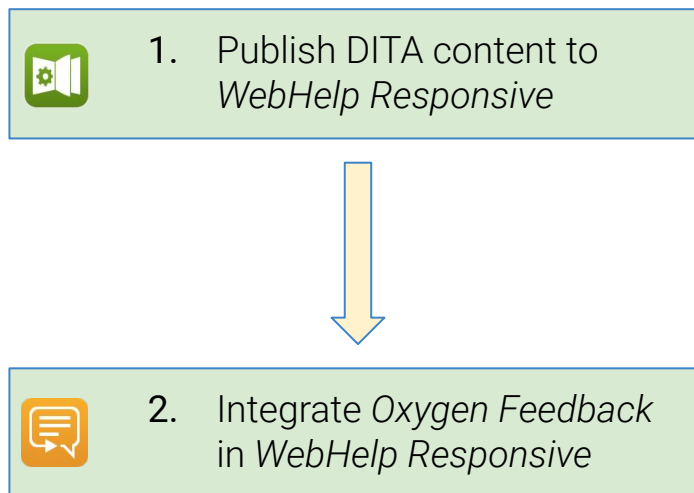 1. Publish DITA content to
WebHelp Responsive
2. Integrate Oxygen Feedback
in WebHelp Responsive